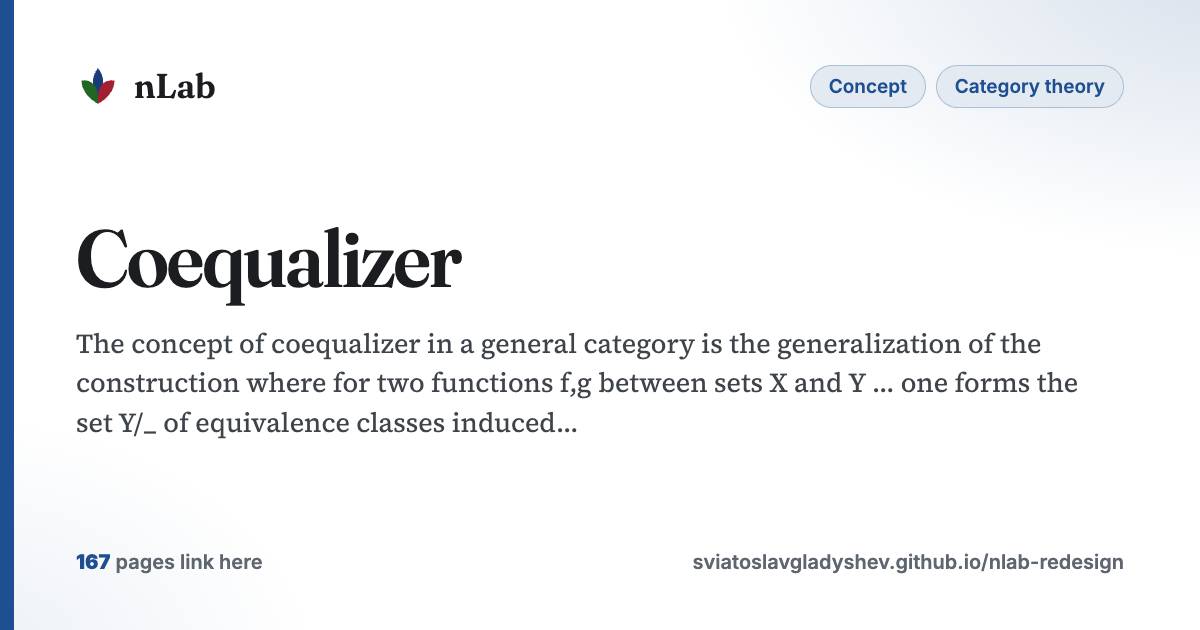 nLab
Concept
Category theory
Coequalizer
The concept of coequalizer in a general category is the generalization of the
construction where for two functions f,g between sets X and Y ... one forms the
set Y/_ of equivalence classes induced...
167 pages link here
sviatoslavgladyshev.github.io/nlab-redesign